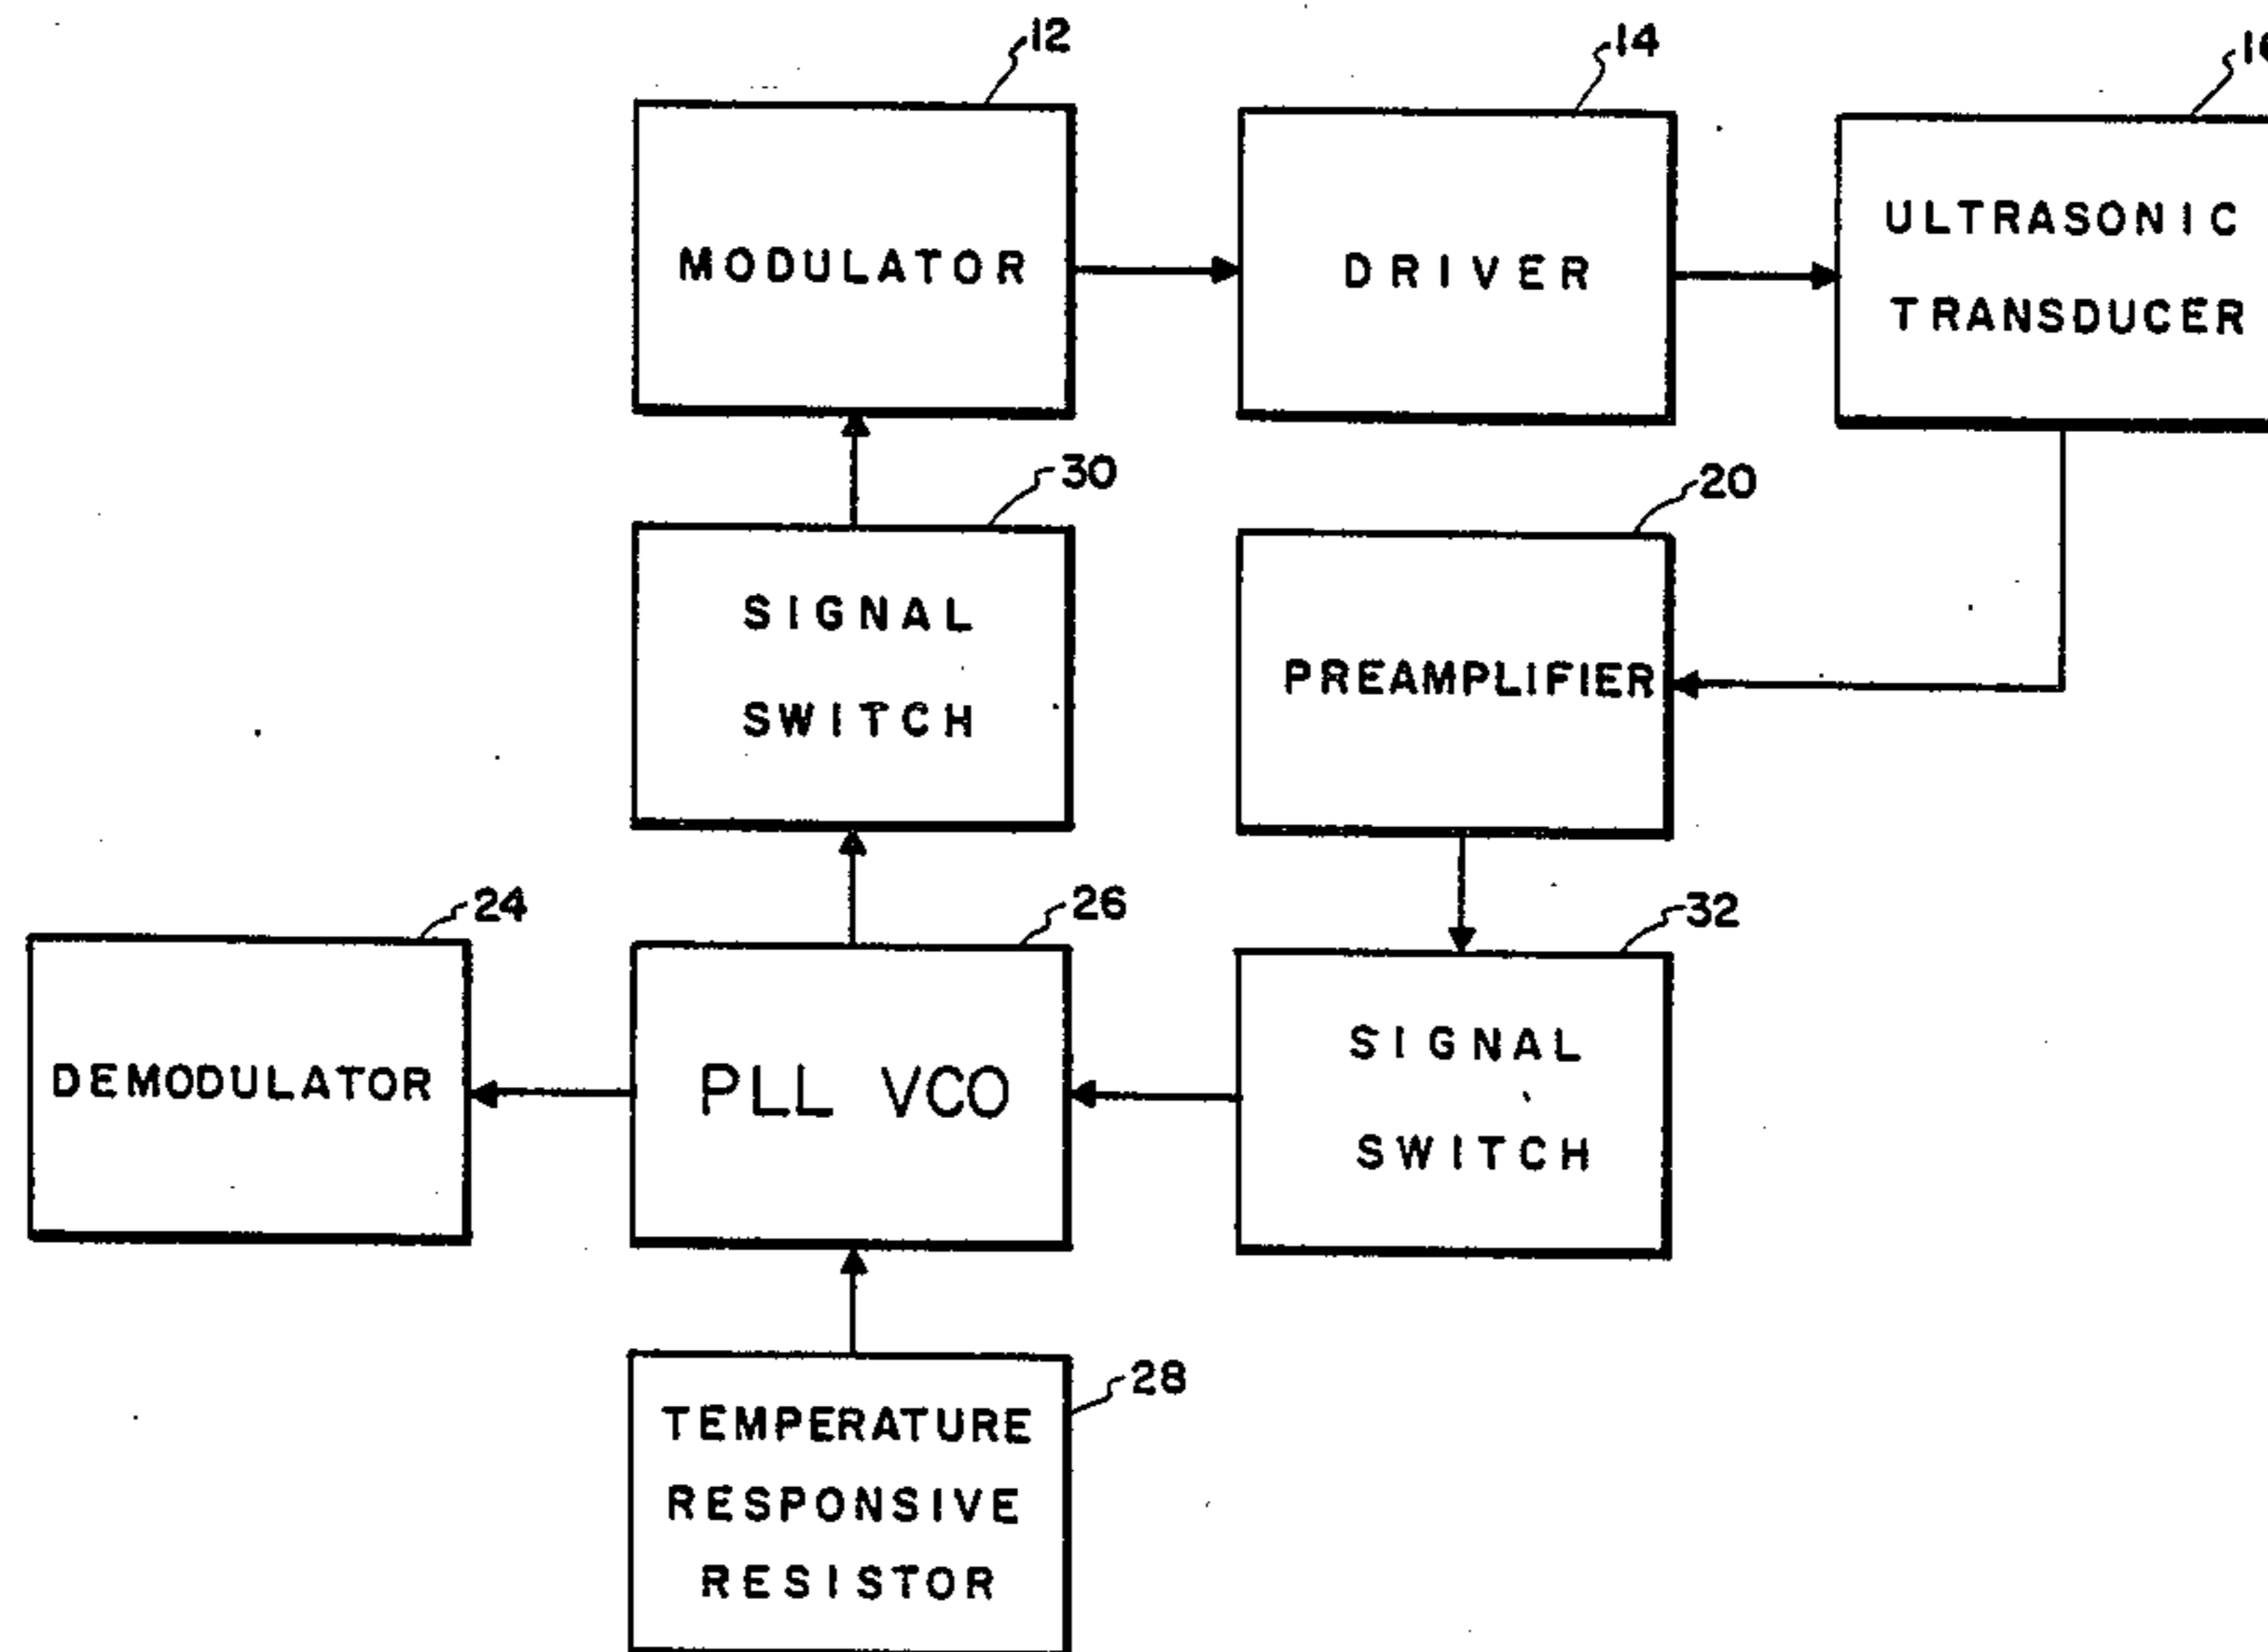 12
14
MODULATOR
DRIVER
ULTRASONIC
TRANSDUCER
30
20
SIGNAL
SWITCH
PREAMPLIFIER
24
26
32
DEMODULATOR
PLL VCO
SIGNAL
SWITCH
28
TEMPERATURE
RESPONSIVE
RESISTOR